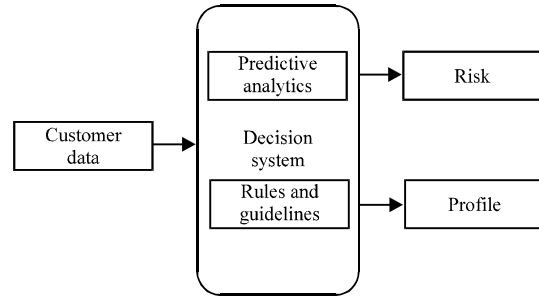 Customer
data
Predictive
analytics
Decision
system
Rules and
guidelines
Risk
Profile